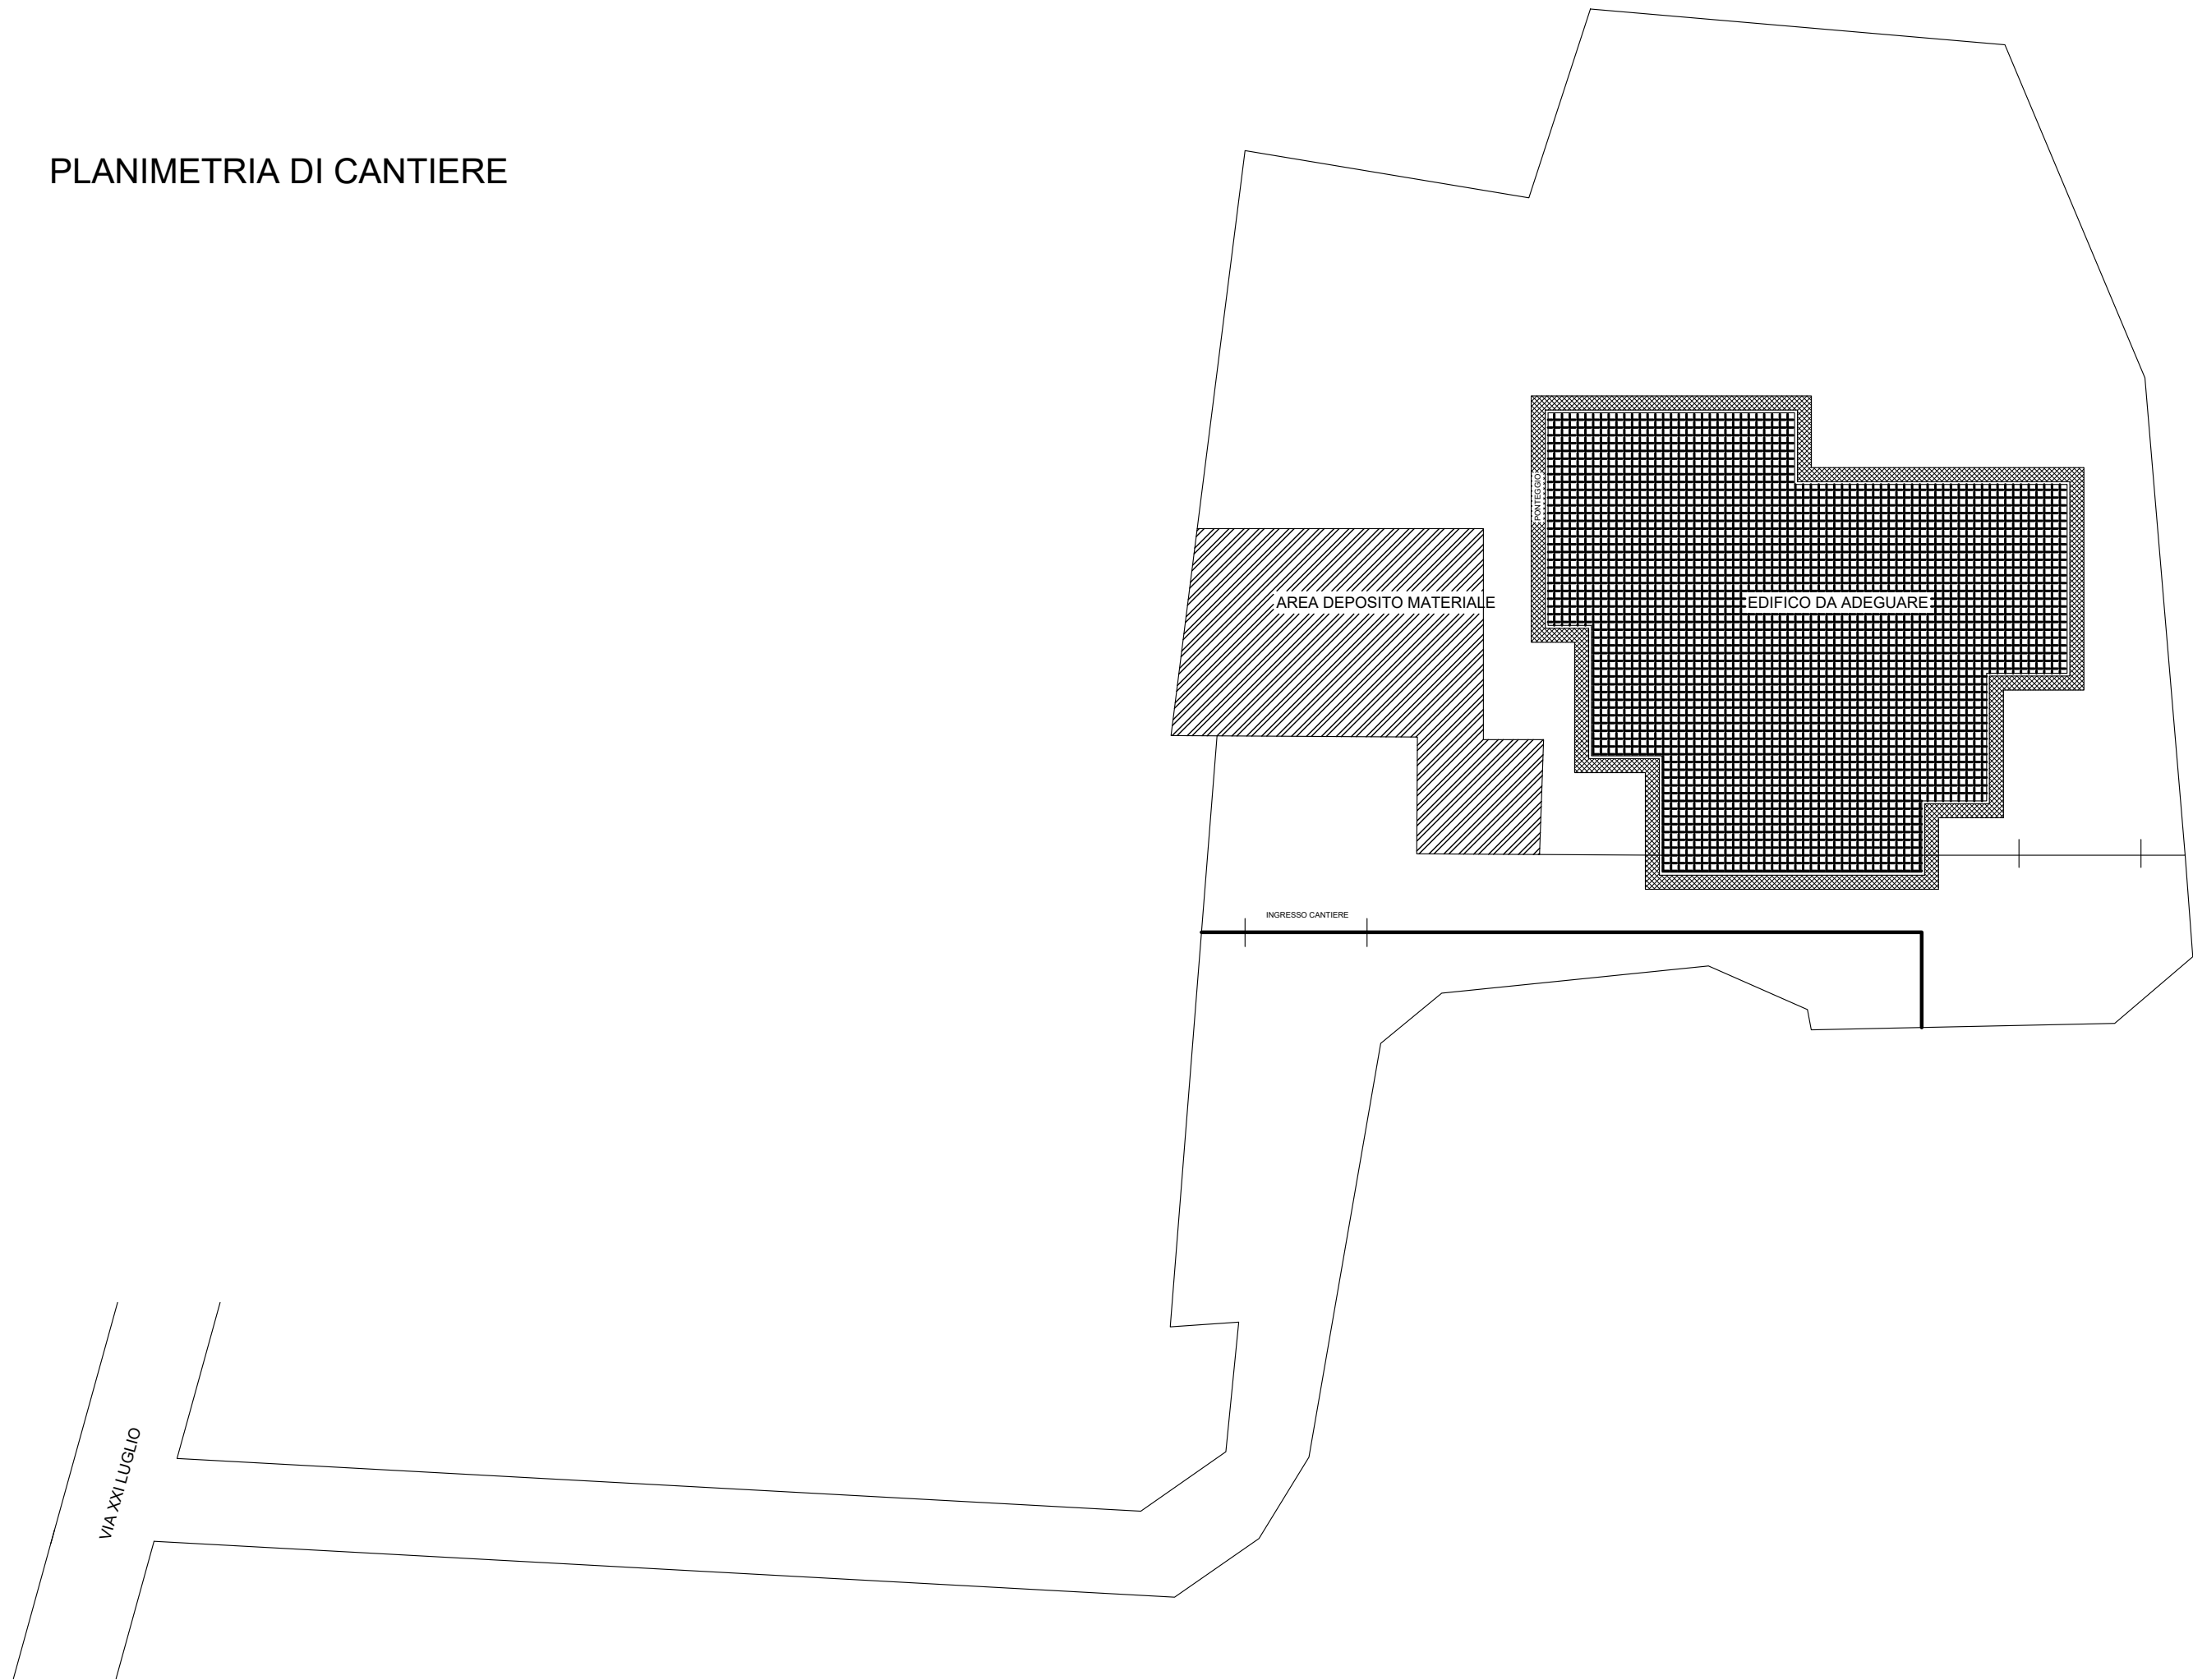 PLANIMETRIA DI CANTIERE
PONTEGGIO
AREA DEPOSITO MATERIALE
EDIFICO DA ADEGUARE
INGRESSO CANTIERE
VIA XXI LUGLIO